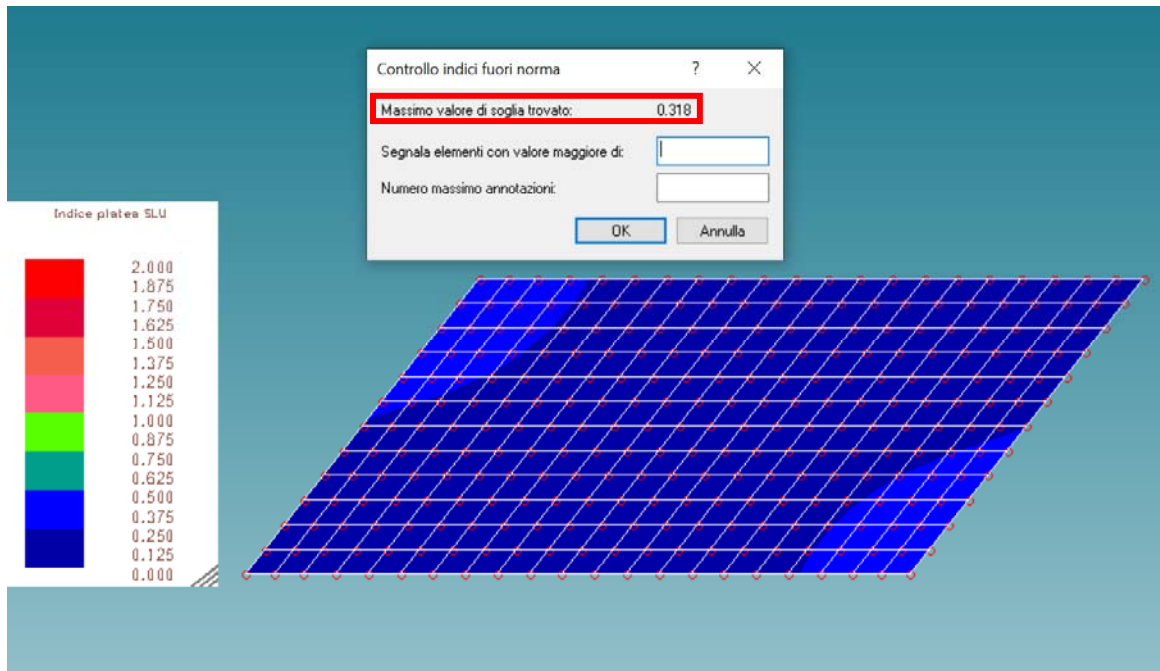 Controllo indici fuori norma ? ×
Massimo valore di soglia trovato: 0.318
Segnala elementi con valore maggiore di:
Numero massimo annotazioni:
OK Annulla
Indice platea SLU
2.000
1.875
1.750
1.625
1.500
1.375
1.250
1.125
1.000
0.875
0.750
0.625
0.500
0.375
0.250
0.125
0.000